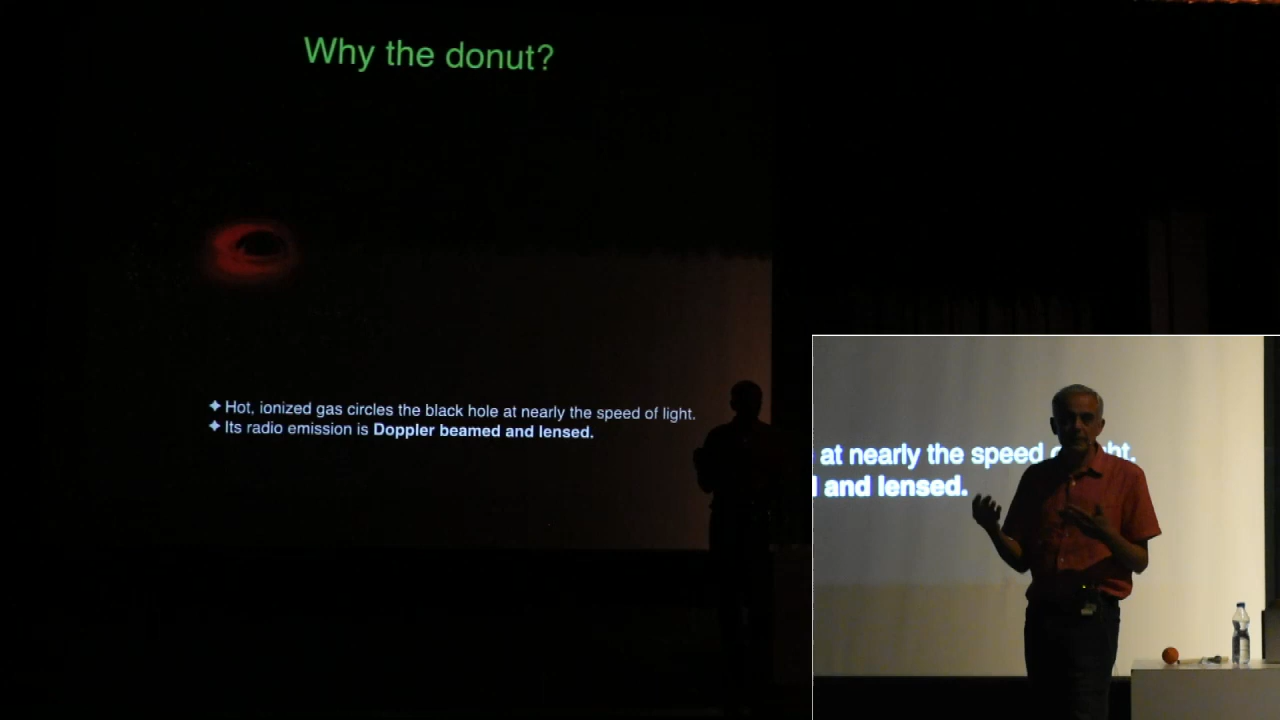 Why the donut?
✦ Hot, ionized gas circles the black hole at nearly the speed of light.
✦ Its radio emission is Doppler beamed and lensed.
at nearly the speed
and lensed.